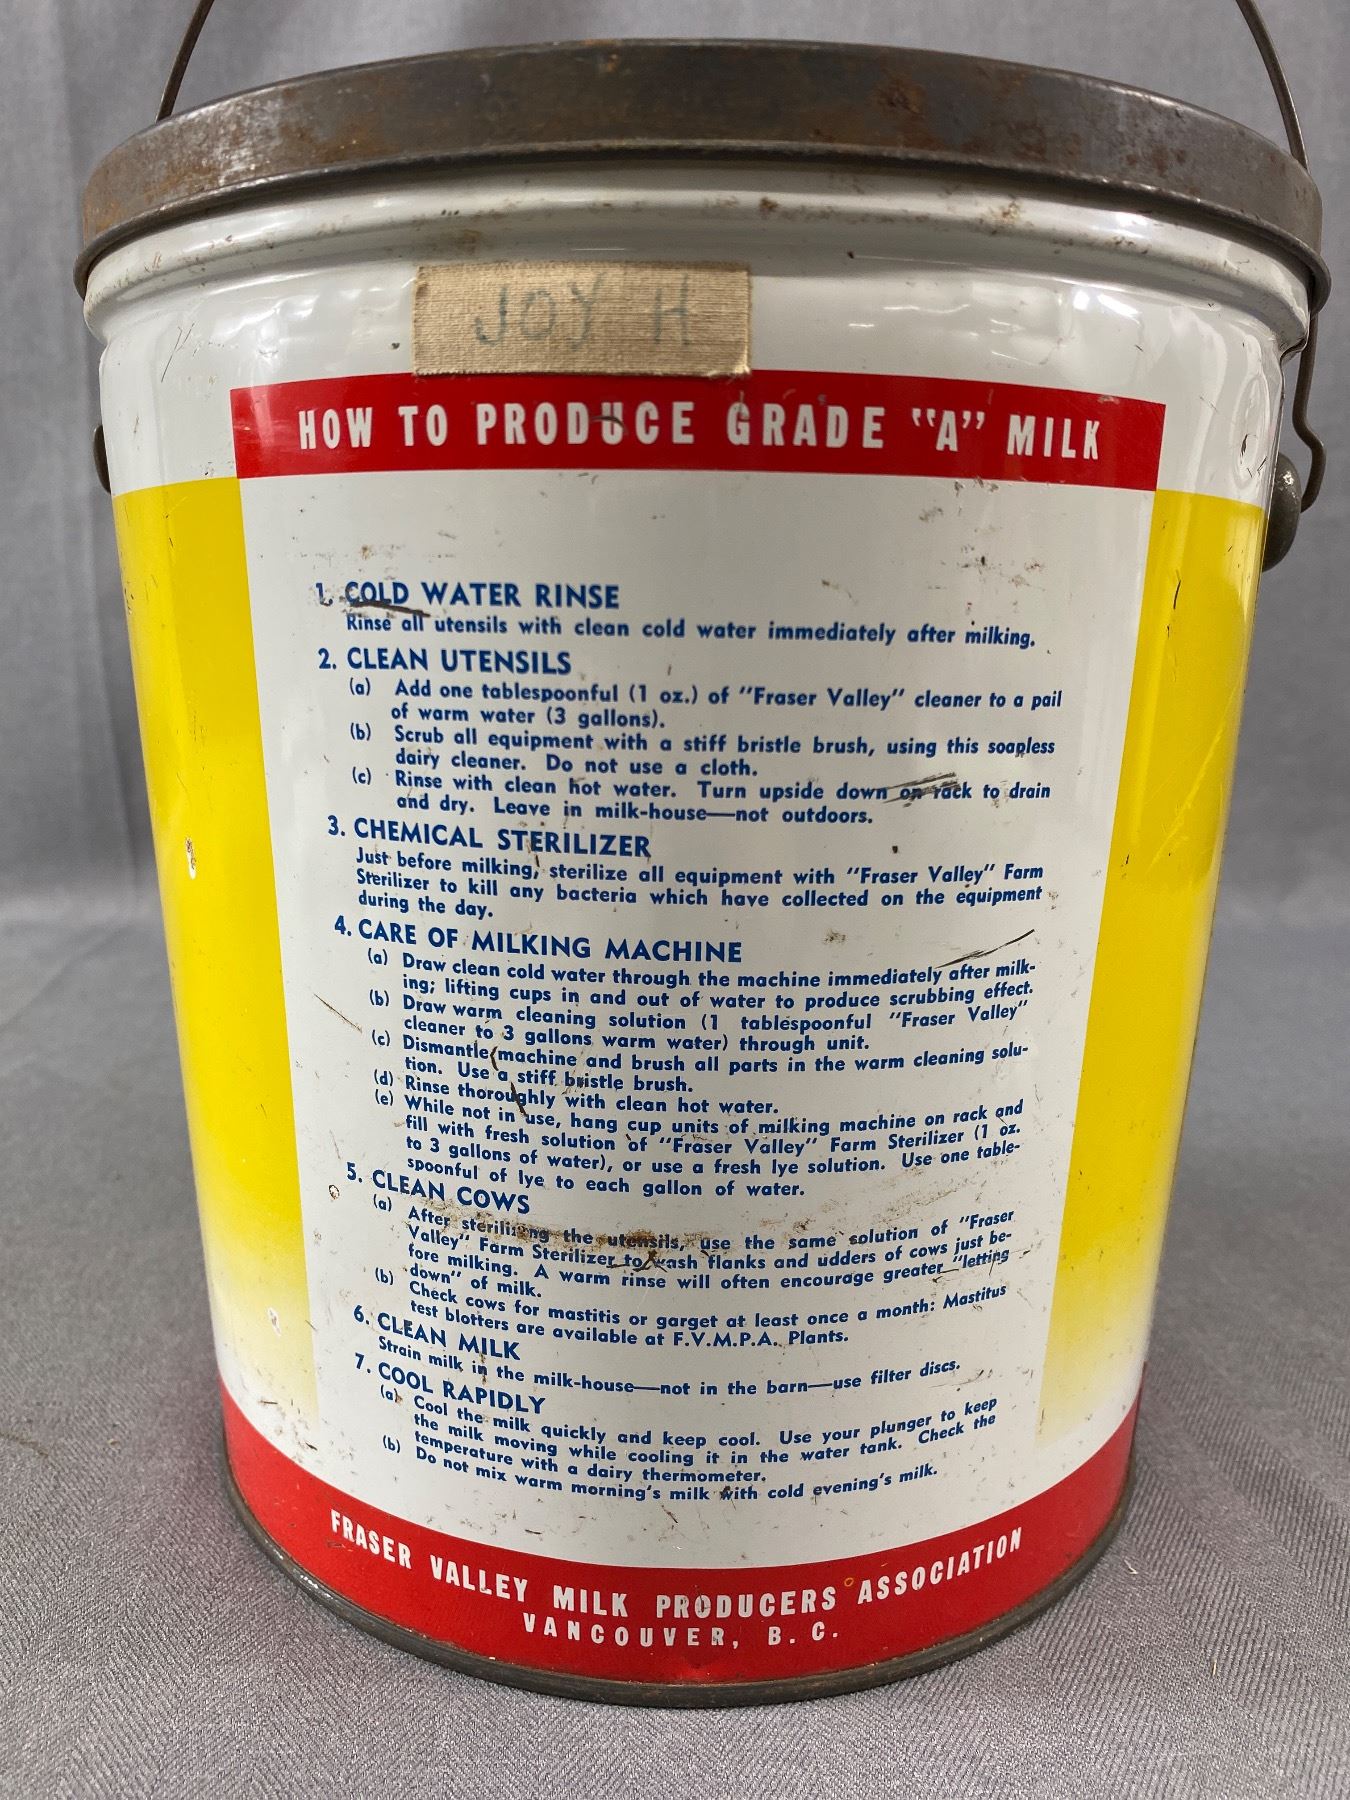 JOY H
HOW TO PRODUCE GRADE "A" MILK
1. COLD WATER RINSE
Rinse all utensils with clean cold water immediately after milking.
2. CLEAN UTENSILS
(a) Add one tablespoonful (1 oz.) of "Fraser Valley" cleaner to a pail
of warm water (3 gallons).
(b) Scrub all equipment with a stiff bristle brush, using this soapless
dairy cleaner. Do not use a cloth.
(c) Rinse with clean hot water. Turn upside down on rack to drain
and dry. Leave in milk-house—not outdoors.
3. CHEMICAL STERILIZER
Just before milking, sterilize all equipment with "Fraser Valley" Farm
Sterilizer to kill any bacteria which have collected on the equipment
during the day.
4. CARE OF MILKING MACHINE
(a) Draw clean cold water through the machine immediately after milk-
ing; lifting cups in and out of water to produce scrubbing effect.
(b) Draw warm cleaning solution (1 tablespoonful "Fraser Valley"
cleaner to 3 gallons warm water) through unit.
(c) Dismantle machine and brush all parts in the warm cleaning solu-
tion. Use a stiff bristle brush.
(d) Rinse thoroughly with clean hot water.
(e) While not in use, hang cup units of milking machine on rack and
fill with fresh solution of "Fraser Valley" Farm Sterilizer (1 oz.
to 3 gallons of water), or use a fresh lye solution. Use one table-
spoonful of lye to each gallon of water.
5. CLEAN COWS
(a) After sterilizing the utensils, use the same solution of "Fraser
Valley" Farm Sterilizer to wash flanks and udders of cows just be-
fore milking. A warm rinse will often encourage greater "letting
down" of milk.
(b) Check cows for mastitis or garget at least once a month: Mastitus
test blotters are available at F.V.M.P.A. Plants.
6. CLEAN MILK
Strain milk in the milk-house—not in the barn—use filter discs.
7. COOL RAPIDLY
(a) Cool the milk quickly and keep cool. Use your plunger to keep
the milk moving while cooling it in the water tank. Check the
temperature with a dairy thermometer.
(b) Do not mix warm morning's milk with cold evening's milk.
FRASER VALLEY MILK PRODUCERS ASSOCIATION
VANCOUVER, B. C.